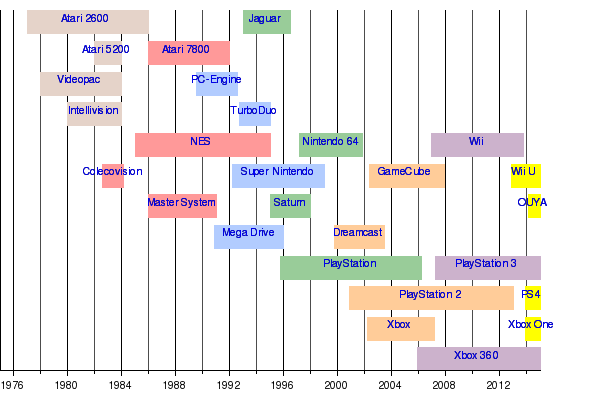 Atari 2600 Jaguar
Atari 5200 Atari 7800
Videopac PC-Engine
Intellivision TurboDuo
NES Nintendo 64 Wii
Colecovision Super Nintendo GameCube Wii U
Master System Saturn OUYA
Mega Drive Dreamcast
PlayStation PlayStation 3
PlayStation 2 PS4
Xbox Xbox One
Xbox 360
1976 1980 1984 1988 1992 1996 2000 2004 2008 2012